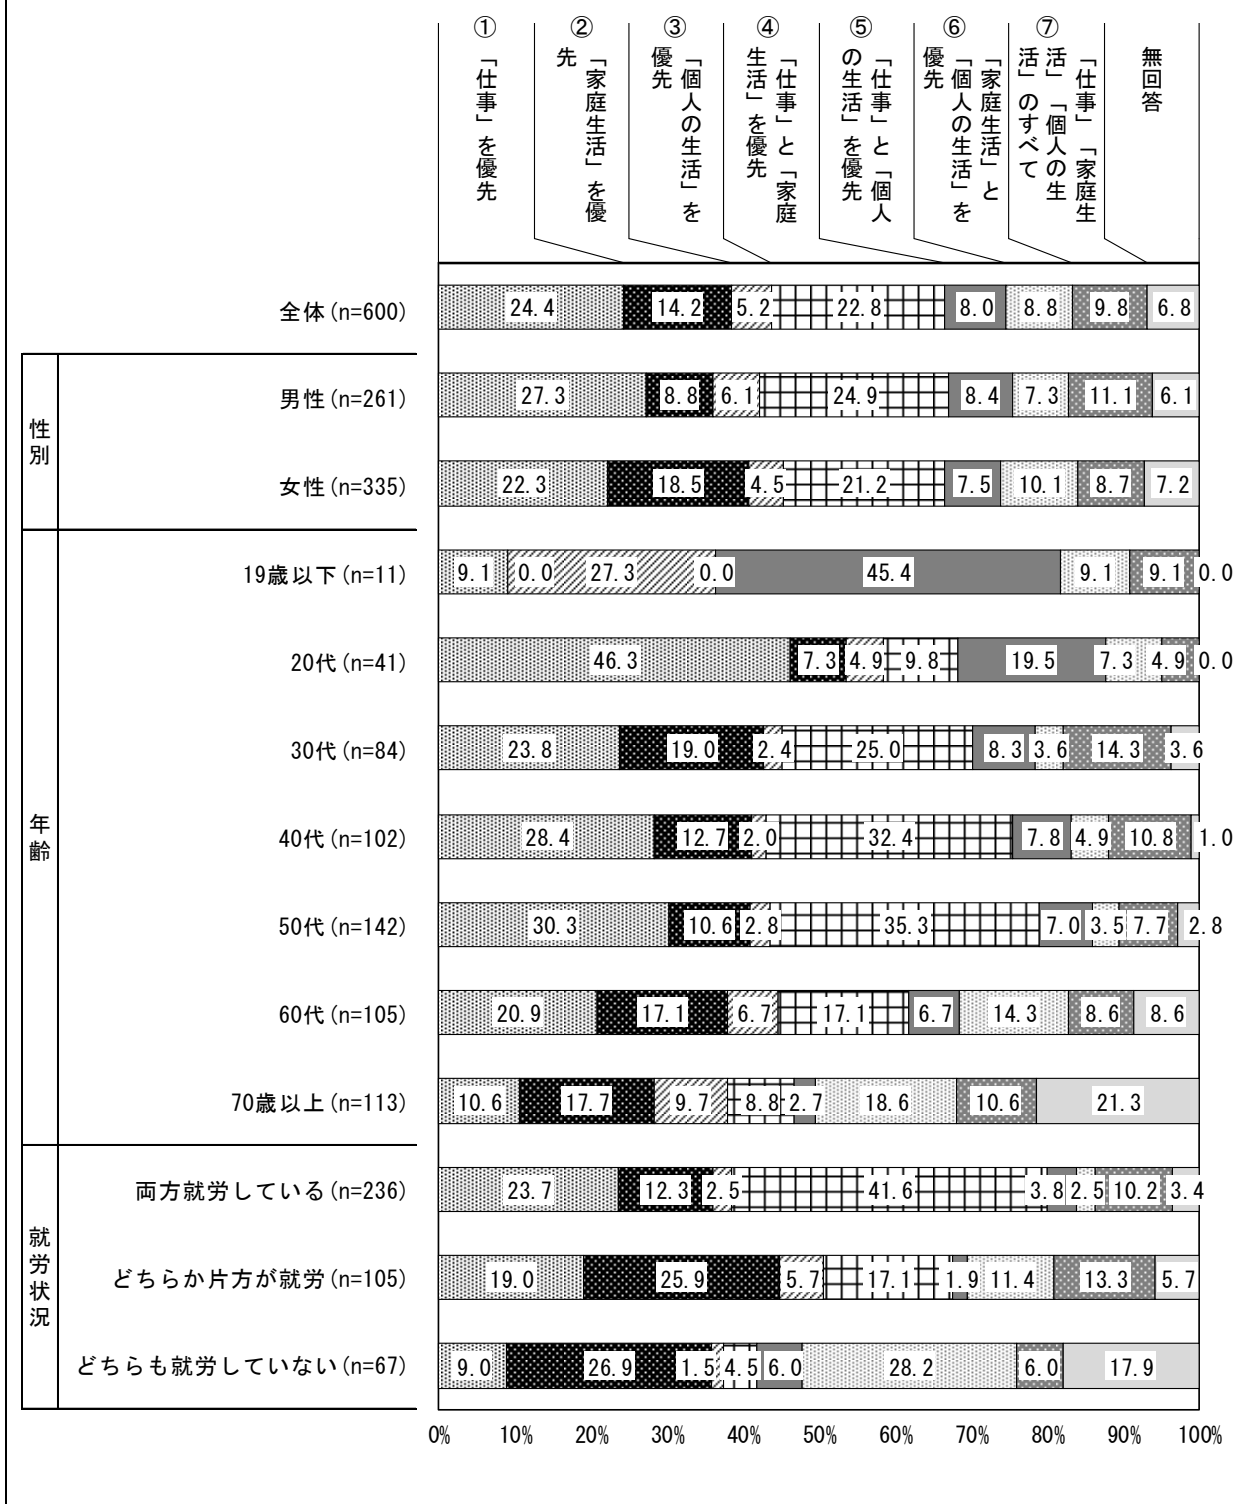 ①
「仕事」を優先
②
「家庭生活」を優
先
③
「個人の生活」を
優先
④
「仕事」と「家庭
生活」を優先
⑤
「仕事」と「個人
の生活」を優先
⑥
「家庭生活」と
「個人の生活」を
優先
⑦
「仕事」「家庭生
活」「個人の生
活」のすべて
無回答
全体(n=600) 24.4 14.2 5.2 22.8 8.0 8.8 9.8 6.8
性別
男性(n=261) 27.3 8.8 6.1 24.9 8.4 7.3 11.1 6.1
女性(n=335) 22.3 18.5 4.5 21.2 7.5 10.1 8.7 7.2
年齢
19歳以下(n=11) 9.1 0.0 27.3 0.0 45.4 9.1 9.1 0.0
20代(n=41) 46.3 7.3 4.9 9.8 19.5 7.3 4.9 0.0
30代(n=84) 23.8 19.0 2.4 25.0 8.3 3.6 14.3 3.6
40代(n=102) 28.4 12.7 2.0 32.4 7.8 4.9 10.8 1.0
50代(n=142) 30.3 10.6 2.8 35.3 7.0 3.5 7.7 2.8
60代(n=105) 20.9 17.1 6.7 17.1 6.7 14.3 8.6 8.6
70歳以上(n=113) 10.6 17.7 9.7 8.8 2.7 18.6 10.6 21.3
就労状況
両方就労している(n=236) 23.7 12.3 2.5 41.6 3.8 2.5 10.2 3.4
どちらか片方が就労(n=105) 19.0 25.9 5.7 17.1 1.9 11.4 13.3 5.7
どちらも就労していない(n=67) 9.0 26.9 1.5 4.5 6.0 28.2 6.0 17.9
0% 10% 20% 30% 40% 50% 60% 70% 80% 90% 100%